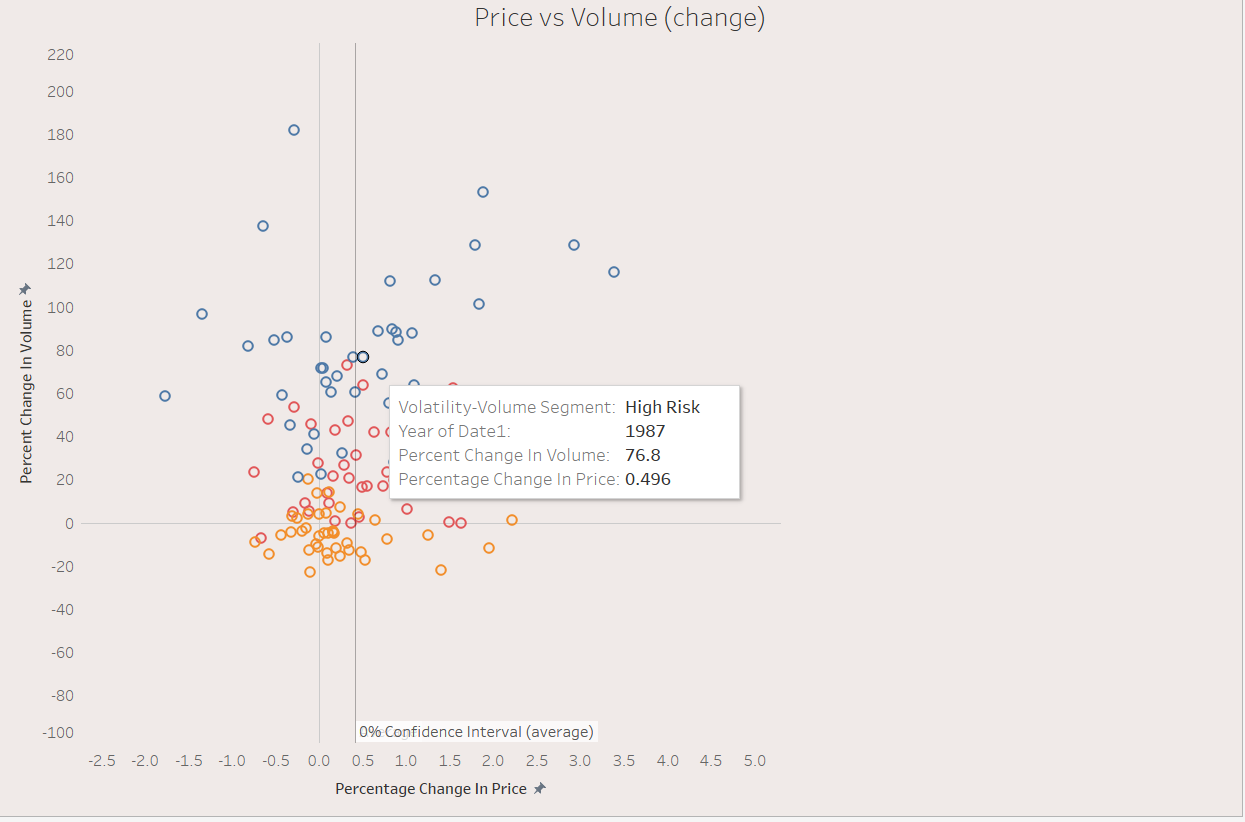 Price vs Volume (change)
220
200
180
160
140
120
100
80
60
40
20
0
-20
-40
-60
-80
-100
Percent Change In Volume
Volatility-Volume Segment: High Risk
Year of Date1: 1987
Percent Change In Volume: 76.8
Percentage Change In Price: 0.496
0% Confidence Interval (average)
-2.5 -2.0 -1.5 -1.0 -0.5 0.0 0.5 1.0 1.5 2.0 2.5 3.0 3.5 4.0 4.5 5.0
Percentage Change In Price